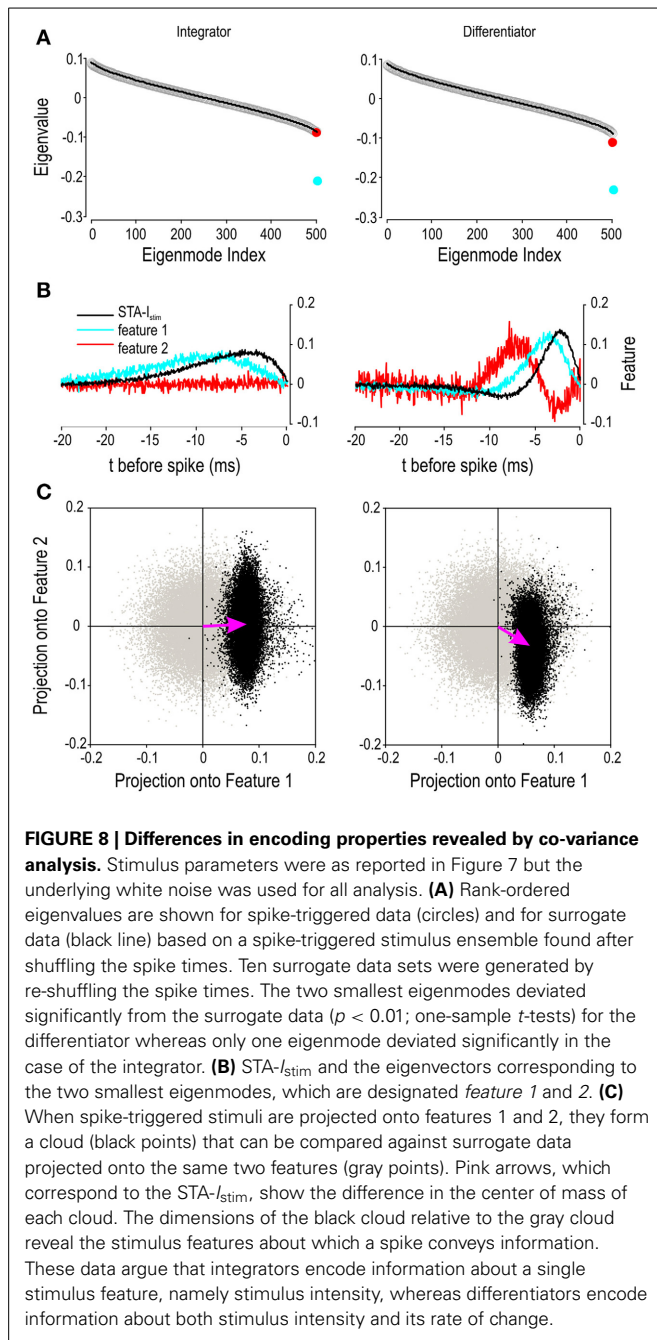 A
Integrator
Differentiator
0.1
0
-0.1
-0.2
-0.3
Eigenvalue
0 100 200 300 400 500
Eigenmode Index
0 100 200 300 400 500
Eigenmode Index
B
STA-Istim
feature 1
feature 2
0.2
0.1
0
-0.1
0.2
0.1
0
-0.1
Feature
-20 -15 -10 -5 0
t before spike (ms)
-20 -15 -10 -5 0
t before spike (ms)
C
0.2
0.1
0
-0.1
-0.2
Projection onto Feature 2
-0.2 -0.1 0 0.1 0.2
Projection onto Feature 1
0.2
0.1
0
-0.1
-0.2
-0.2 -0.1 0 0.1 0.2
Projection onto Feature 1
FIGURE 8 | Differences in encoding properties revealed by co-variance
analysis. Stimulus parameters were as reported in Figure 7 but the
underlying white noise was used for all analysis. (A) Rank-ordered
eigenvalues are shown for spike-triggered data (circles) and for surrogate
data (black line) based on a spike-triggered stimulus ensemble found after
shuffling the spike times. Ten surrogate data sets were generated by
re-shuffling the spike times. The two smallest eigenmodes deviated
significantly from the surrogate data (p < 0.01; one-sample t-tests) for the
differentiator whereas only one eigenmode deviated significantly in the
case of the integrator. (B) STA-Istim and the eigenvectors corresponding to
the two smallest eigenmodes, which are designated feature 1 and 2. (C)
When spike-triggered stimuli are projected onto features 1 and 2, they form
a cloud (black points) that can be compared against surrogate data
projected onto the same two features (gray points). Pink arrows, which
correspond to the STA-Istim, show the difference in the center of mass of
each cloud. The dimensions of the black cloud relative to the gray cloud
reveal the stimulus features about which a spike conveys information.
These data argue that integrators encode information about a single
stimulus feature, namely stimulus intensity, whereas differentiators encode
information about both stimulus intensity and its rate of change.